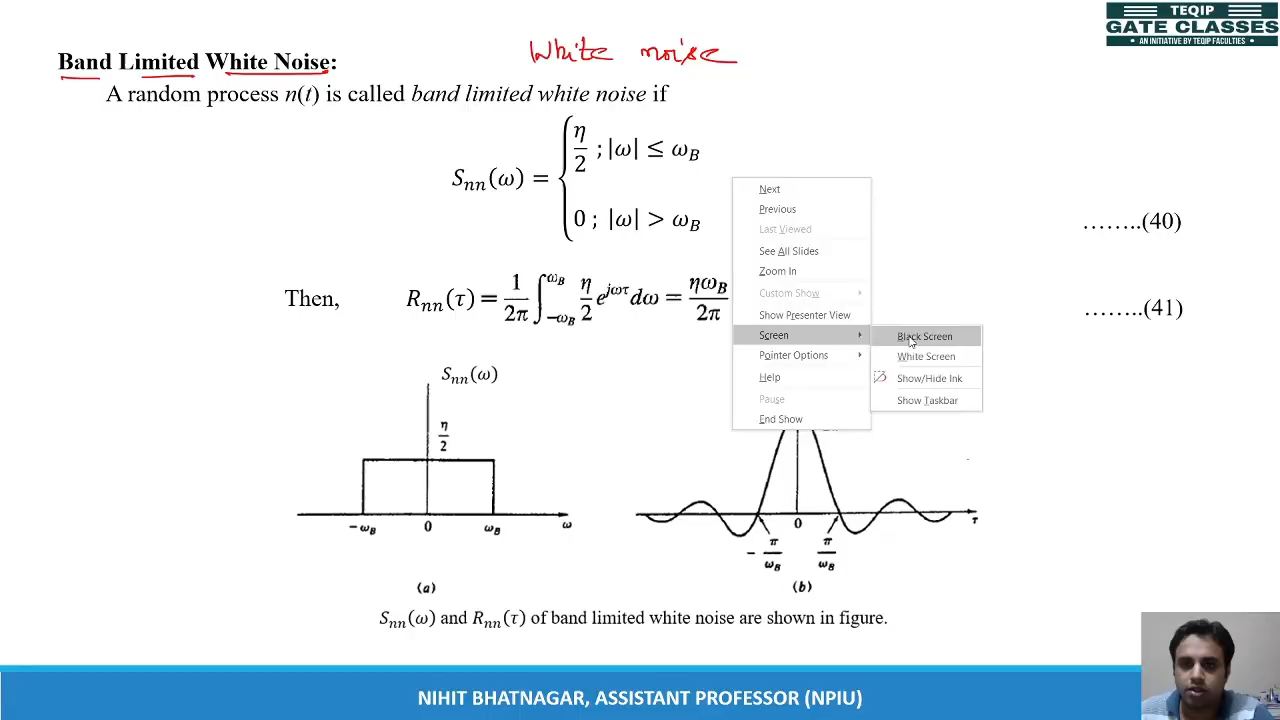 TEQIP
GATE CLASSES
AN INITIATIVE BY TEQIP FACULTIES
White noise
Band Limited White Noise:
A random process n(t) is called band limited white noise if
S_nn(ω) = { η/2 ; |ω| ≤ ω_B
0 ; |ω| > ω_B
……..(40)
Then, R_nn(τ) = 1/2π ∫_{-ω_B}^{ω_B} η/2 e^{jωτ} dω = ηω_B/2π
……..(41)
Next
Previous
Last Viewed
See All Slides
Zoom In
Custom Show
Show Presenter View
Screen
Pointer Options
Help
Pause
End Show
Black Screen
White Screen
Show/Hide Ink
Show Taskbar
S_nn(ω)
η/2
-ω_B 0 ω_B ω
(a)
0 τ
-π/ω_B π/ω_B
(b)
S_nn(ω) and R_nn(τ) of band limited white noise are shown in figure.
NIHIT BHATNAGAR, ASSISTANT PROFESSOR (NPIU)